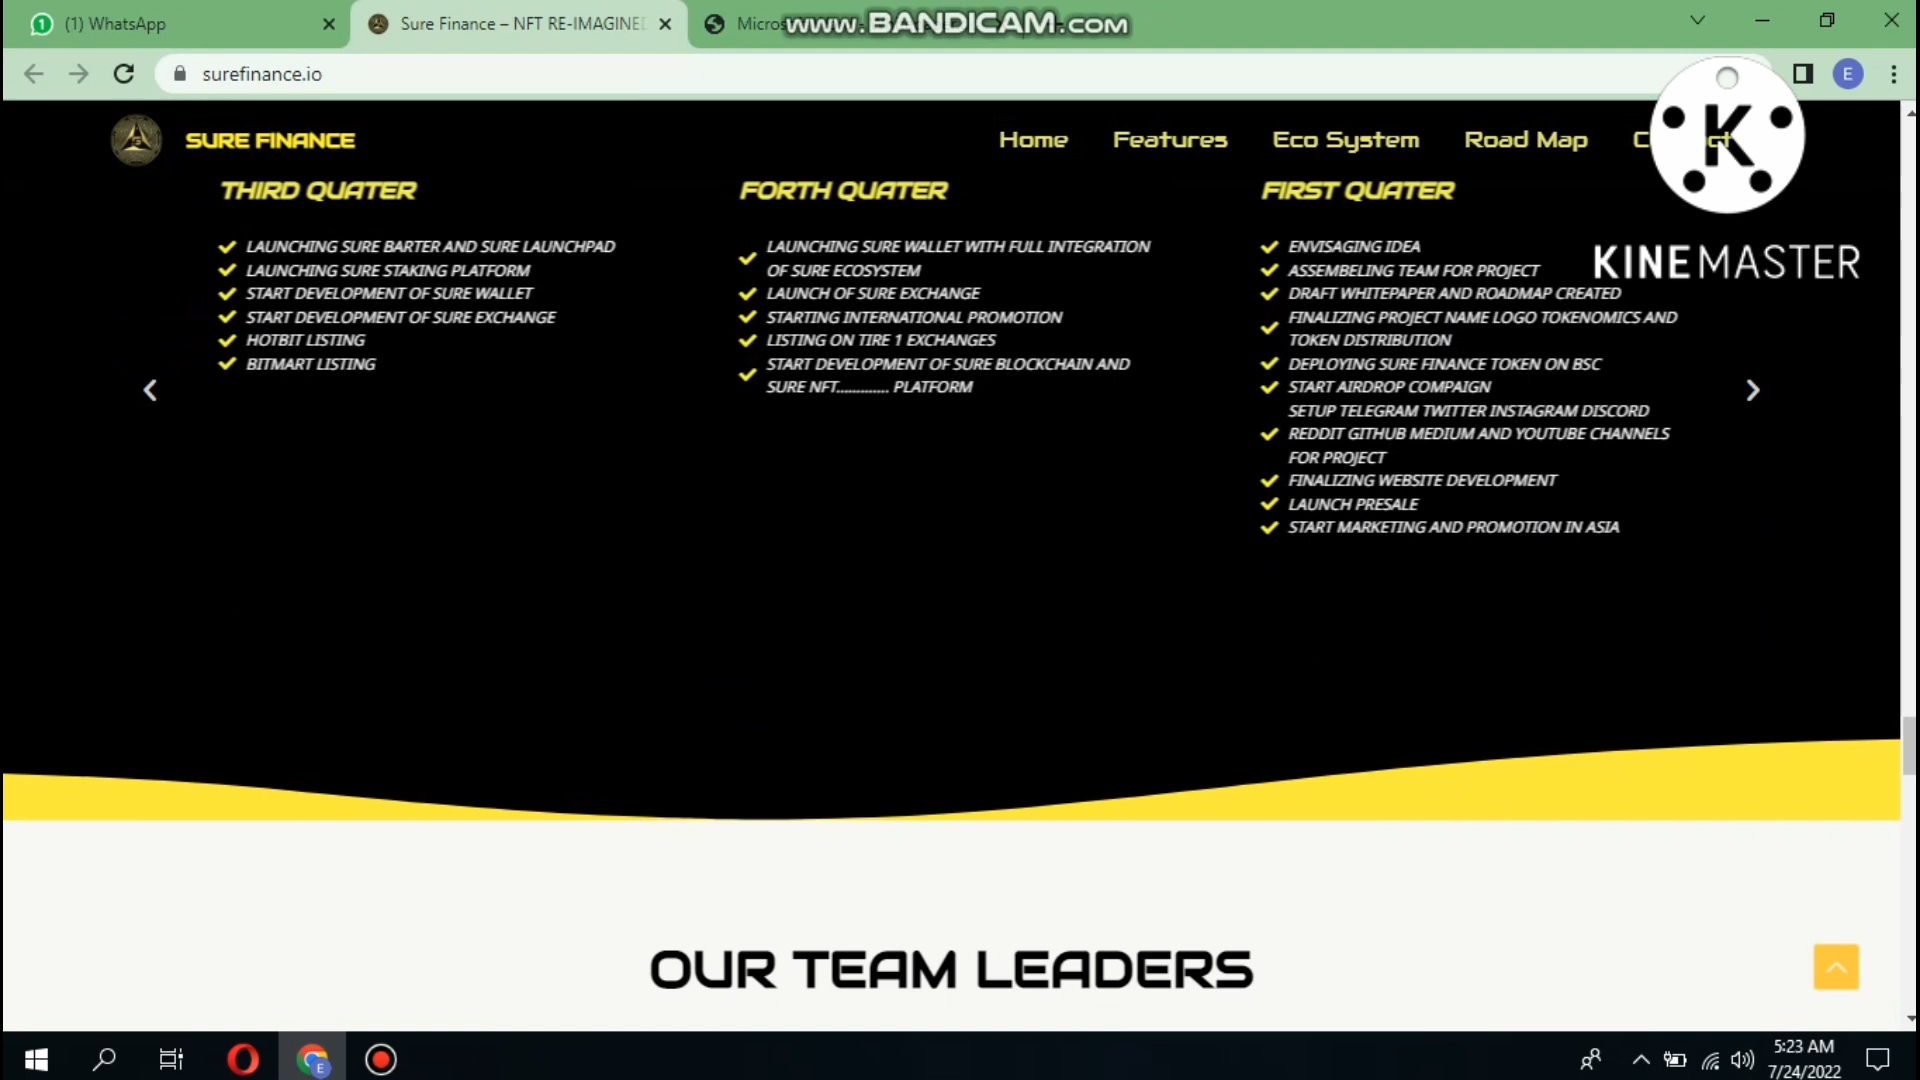 (1) WhatsApp
Sure Finance – NFT RE-IMAGINED
Micros
www.BANDICAM.com
surefinance.io
E
K
KINEMASTER
SURE FINANCE
Home
Features
Eco System
Road Map
THIRD QUATER
LAUNCHING SURE BARTER AND SURE LAUNCHPAD
LAUNCHING SURE STAKING PLATFORM
START DEVELOPMENT OF SURE WALLET
START DEVELOPMENT OF SURE EXCHANGE
HOTBIT LISTING
BITMART LISTING
FORTH QUATER
LAUNCHING SURE WALLET WITH FULL INTEGRATION
OF SURE ECOSYSTEM
LAUNCH OF SURE EXCHANGE
STARTING INTERNATIONAL PROMOTION
LISTING ON TIRE 1 EXCHANGES
START DEVELOPMENT OF SURE BLOCKCHAIN AND
SURE NFT............. PLATFORM
FIRST QUATER
ENVISAGING IDEA
ASSEMBELING TEAM FOR PROJECT
DRAFT WHITEPAPER AND ROADMAP CREATED
FINALIZING PROJECT NAME LOGO TOKENOMICS AND
TOKEN DISTRIBUTION
DEPLOYING SURE FINANCE TOKEN ON BSC
START AIRDROP COMPAIGN
SETUP TELEGRAM TWITTER INSTAGRAM DISCORD
REDDIT GITHUB MEDIUM AND YOUTUBE CHANNELS
FOR PROJECT
FINALIZING WEBSITE DEVELOPMENT
LAUNCH PRESALE
START MARKETING AND PROMOTION IN ASIA
OUR TEAM LEADERS
5:23 AM
7/24/2022